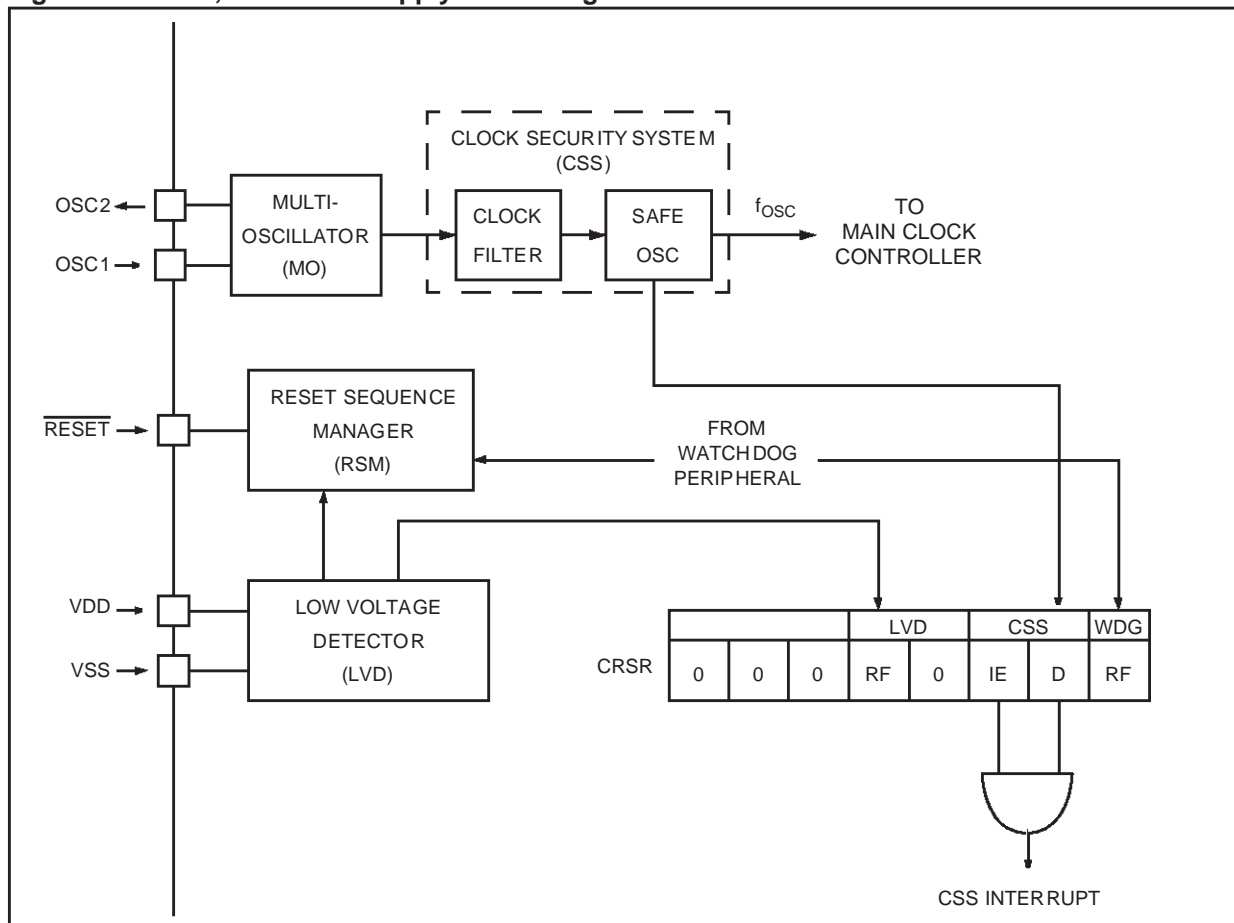 CLOCK SECURITY SYSTEM
(CSS)
OSC2
OSC1
MULTI-
OSCILLATOR
(MO)
CLOCK
FILTER
SAFE
OSC
fOSC
TO
MAIN CLOCK
CONTROLLER
RESET
RESET SEQUENCE
MANAGER
(RSM)
FROM
WATCHDOG
PERIPHERAL
VDD
VSS
LOW VOLTAGE
DETECTOR
(LVD)
LVD CSS WDG
CRSR 0 0 0 RF 0 IE D RF
CSS INTERRUPT